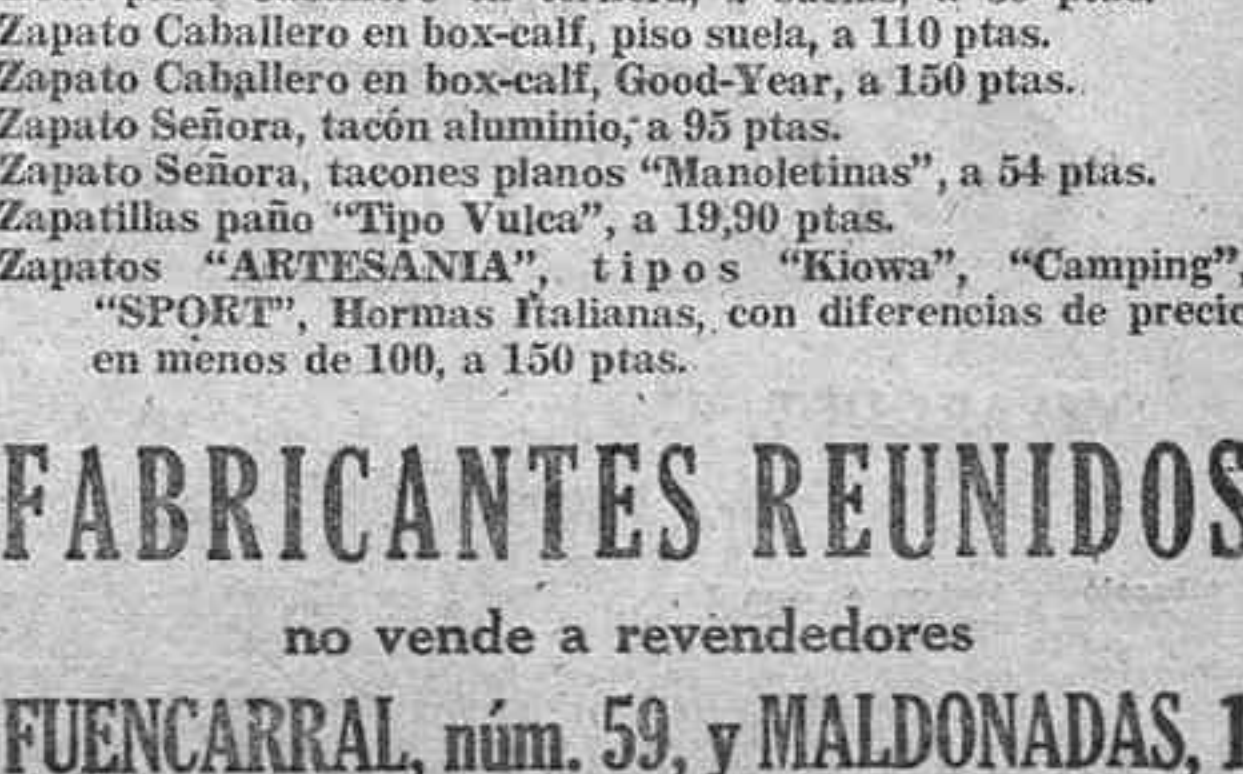 Zapato Caballero en box-calf, piso suela, a 110 ptas.
Zapato Caballero en box-calf, Good-Year, a 150 ptas.
Zapato Señora, tacón aluminio, a 95 ptas.
Zapato Señora, tacones planos “Manoletinas”, a 54 ptas.
Zapatillas paño “Tipo Vulca”, a 19,90 ptas.
Zapatos “ARTESANIA”, tipos “Kiowa”, “Camping”,
“SPORT”, Hormas Italianas, con diferencias de precio
en menos de 100, a 150 ptas.
FABRICANTES REUNIDOS
no vende a revendedores
FUENCARRAL, núm. 59, y MALDONADAS, 1